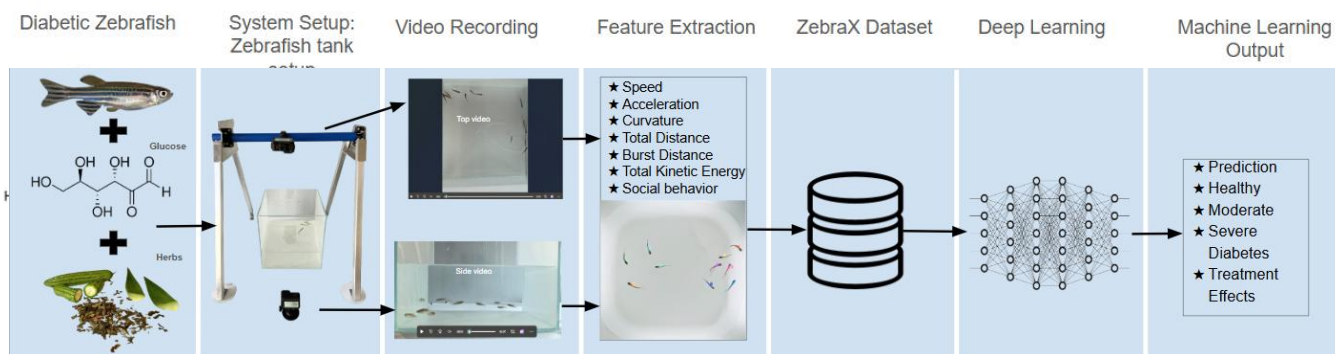 Diabetic Zebrafish
System Setup:
Zebrafish tank
setup
Video Recording
Feature Extraction
ZebraX Dataset
Deep Learning
Machine Learning
Output
Glucose
OH
OH
O
HO
H
OH
O
Herbs
Top video
Side video
★ Speed
★ Acceleration
★ Curvature
★ Total Distance
★ Burst Distance
★ Total Kinetic Energy
★ Social behavior
★ Prediction
★ Healthy
★ Moderate
★ Severe
Diabetes
★ Treatment
Effects